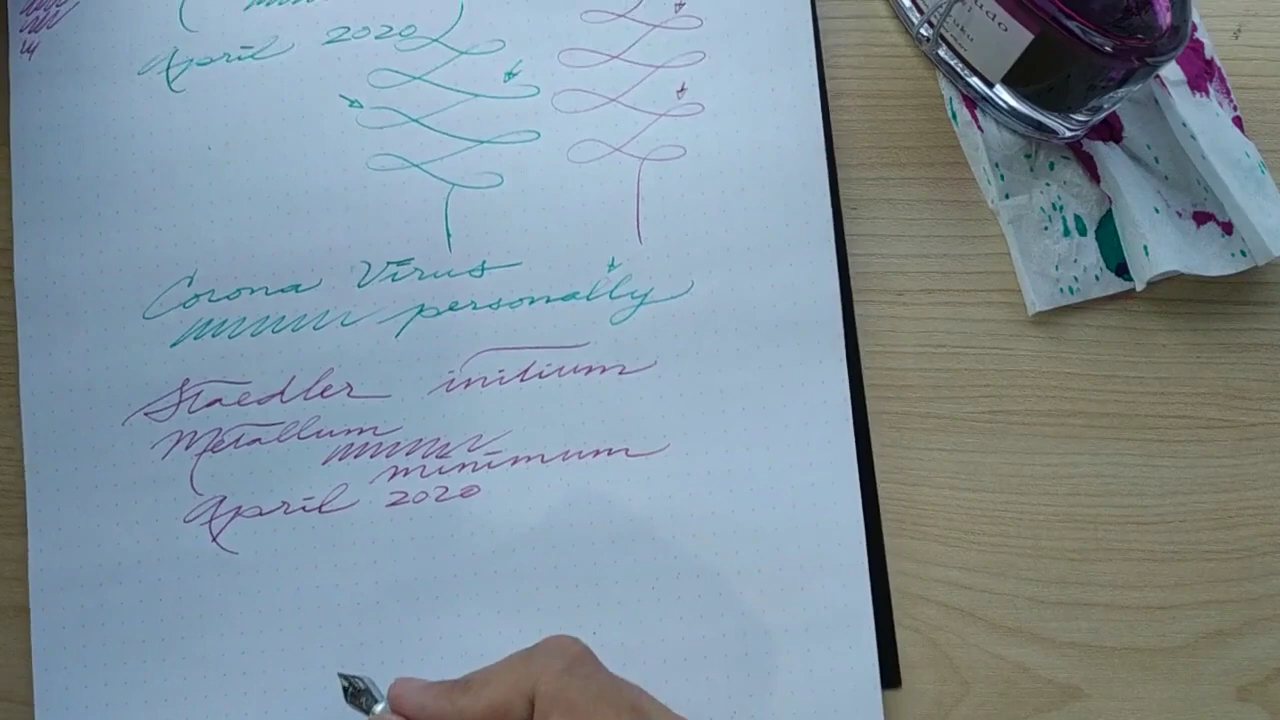 April 2020
Corona Virus
personally
Staedler initium
Metallum
minimum
April 2020